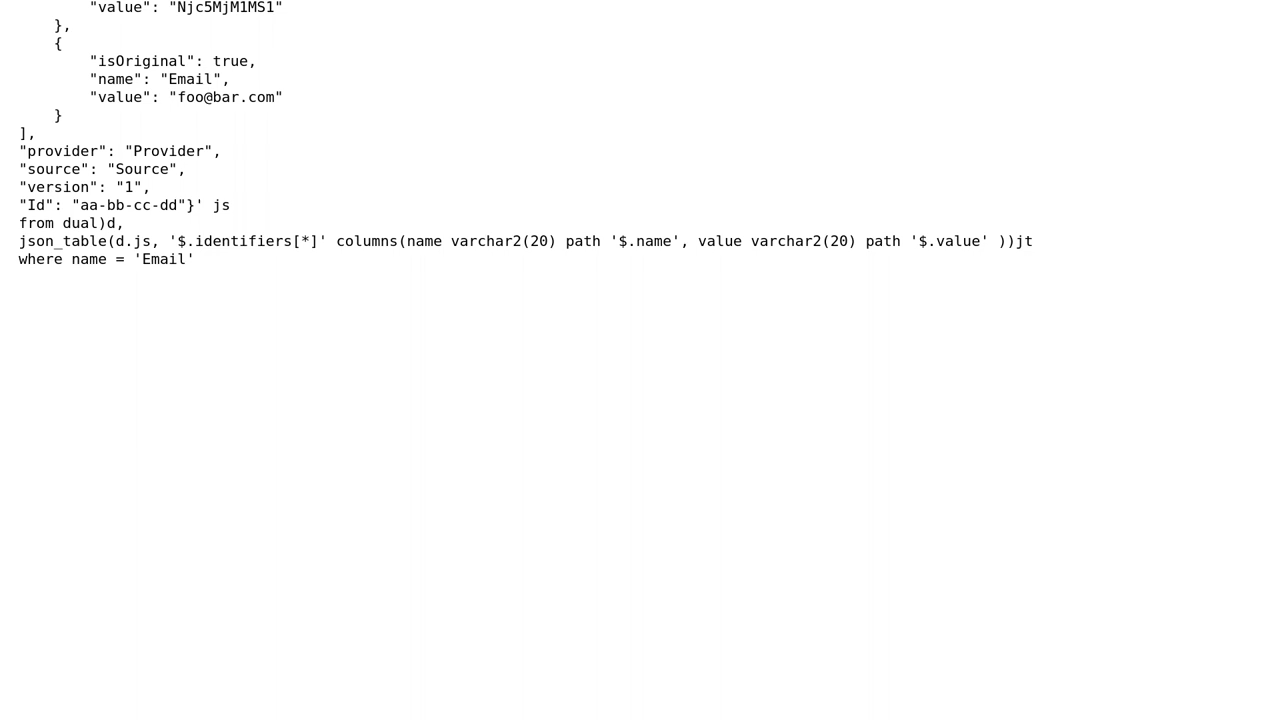 "value": "Njc5MjM1MS1"
},
{
"isOriginal": true,
"name": "Email",
"value": "foo@bar.com"
}
],
"provider": "Provider",
"source": "Source",
"version": "1",
"Id": "aa-bb-cc-dd"}' js
from dual)d,
json_table(d.js, '$.identifiers[*]' columns(name varchar2(20) path '$.name', value varchar2(20) path '$.value' ))jt
where name = 'Email'